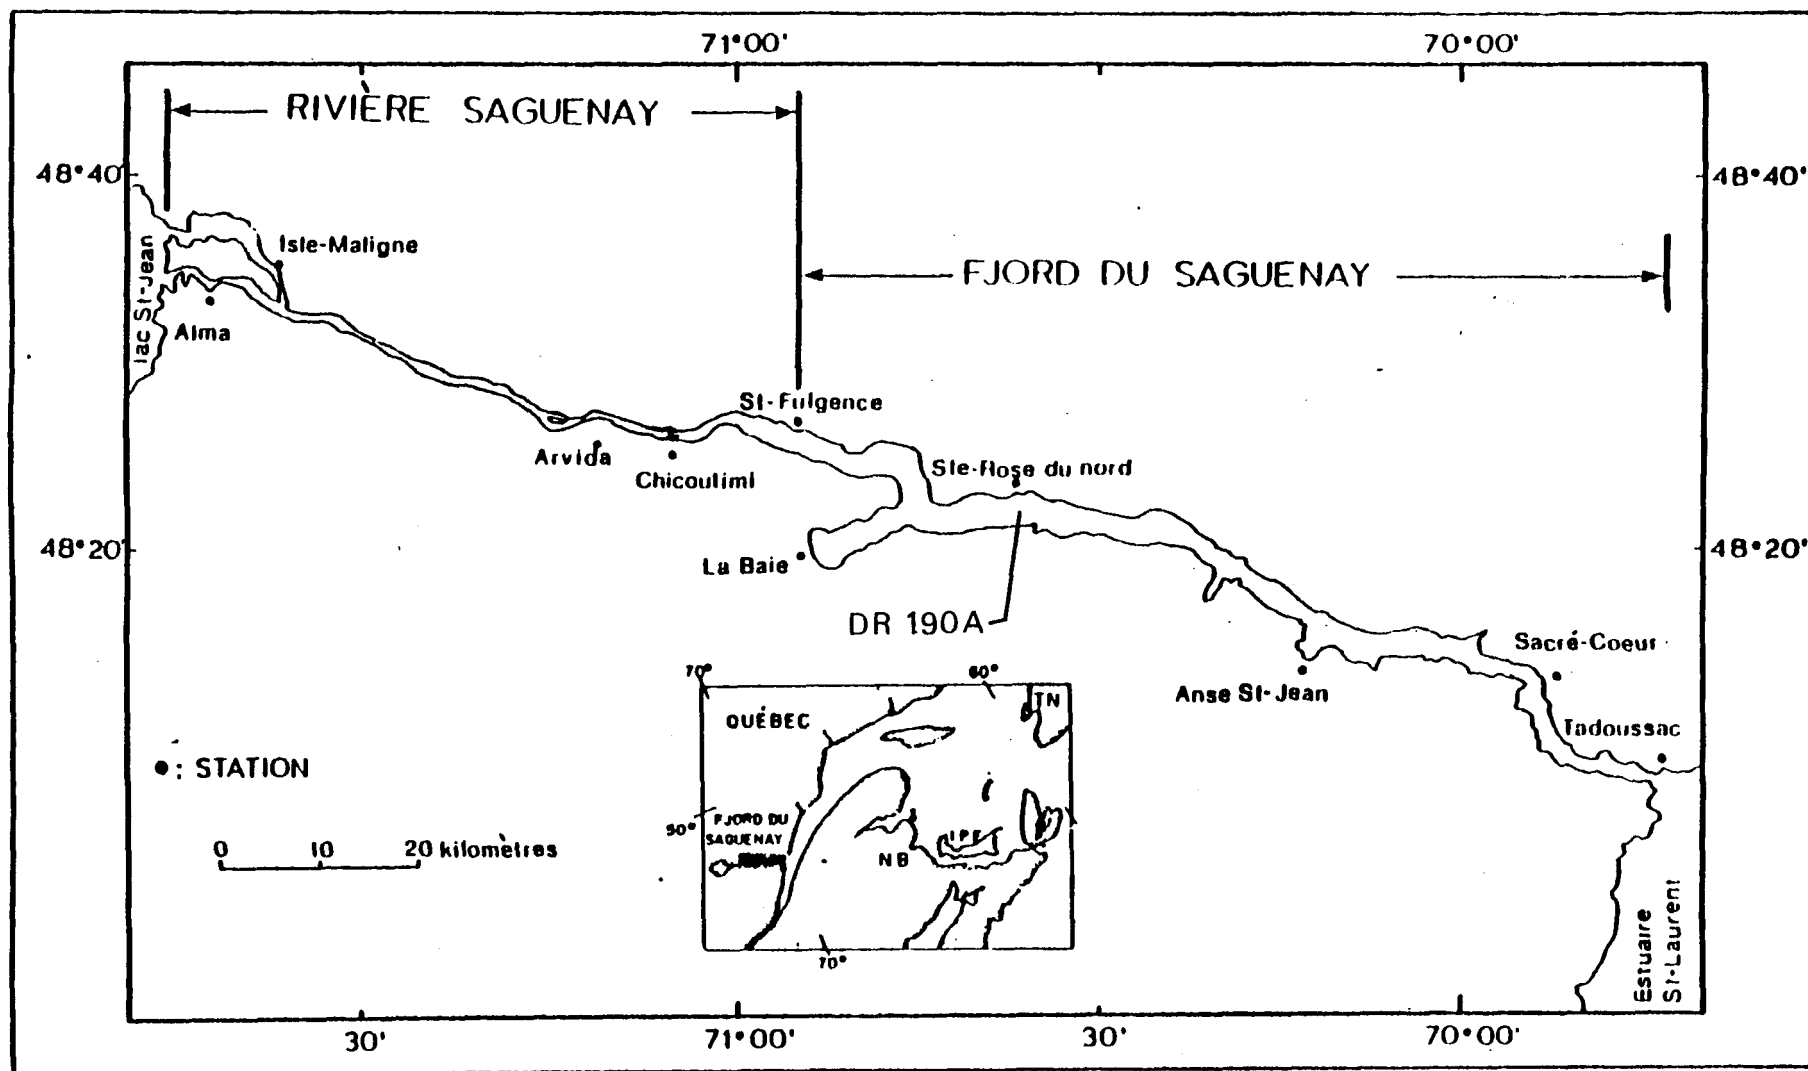 71°00' 70°00'
RIVIÈRE SAGUENAY
48°40' 48°40'
lac St-Jean
Isle-Maligne
FJORD DU SAGUENAY
Alma
St-Fulgence
Arvida
Chicoutimi
Ste-Rose du nord
48°20' 48°20'
La Baie
DR 190A
Sacré-Coeur
Anse St-Jean
Tadoussac
70° 60°
QUÉBEC
TN
●: STATION
50°
FJORD DU
SAGUENAY
IPE
NB
70°
0 10 20 kilomètres
Estuaire
St-Laurent
30' 71°00' 30' 70°00'